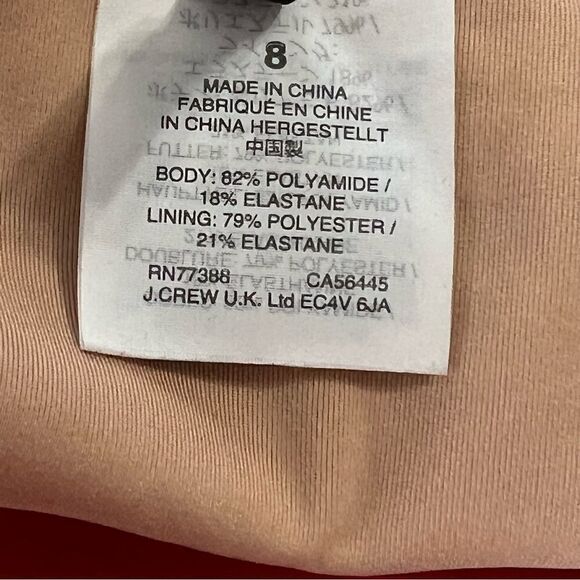 8
MADE IN CHINA
FABRIQUÉ EN CHINE
IN CHINA HERGESTELLT
中国製
BODY: 82% POLYAMIDE /
18% ELASTANE
LINING: 79% POLYESTER /
21% ELASTANE
RN77388 CA56445
J.CREW U.K. Ltd EC4V 6JA